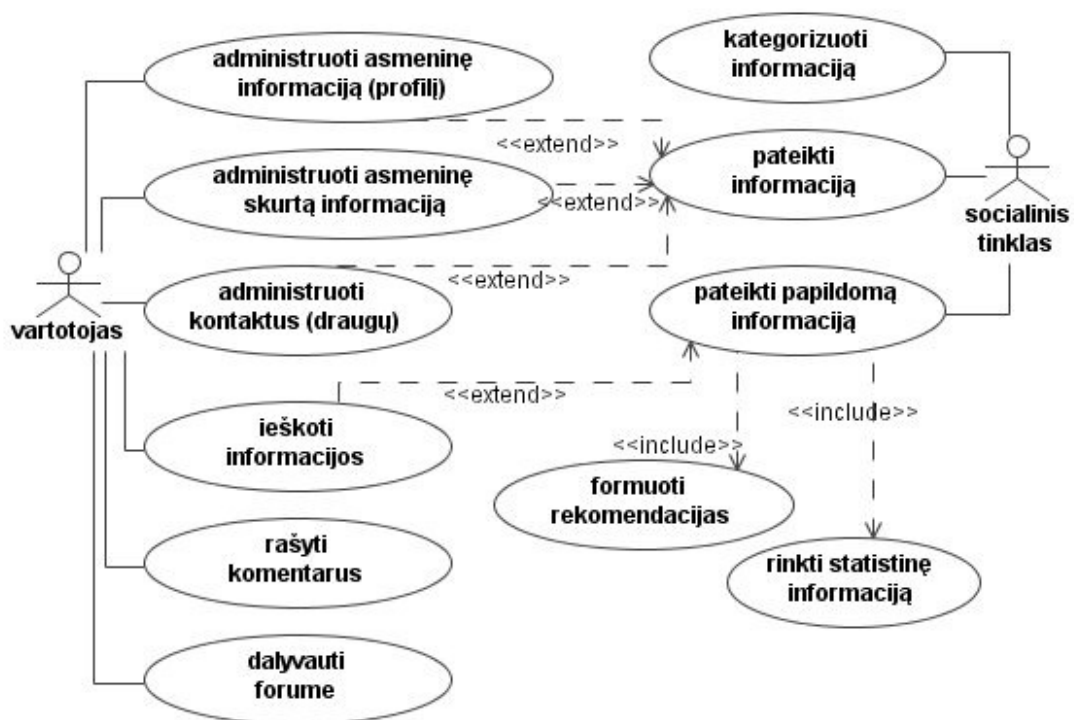 administruoti asmeninę
informaciją (profilį)
kategorizuoti
informaciją
<<extend>>
administruoti asmeninę
skurtą informaciją
<<extend>>
pateikti
informaciją
socialinis
tinklas
vartotojas
administruoti
kontaktus (draugų)
<<extend>>
pateikti papildomą
informaciją
<<extend>>
<<include>>
ieškoti
informacijos
<<include>>
formuoti
rekomendacijas
rašyti
komentarus
rinkti statistinę
informaciją
dalyvauti
forume